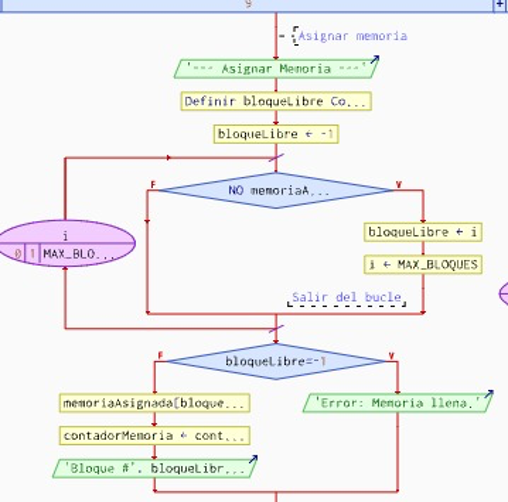 9
Asignar memoria
'--- Asignar Memoria ---'
Definir bloqueLibre Co...
bloqueLibre ← -1
F NO memoriaA... V
i
0 1 MAX_BLO...
bloqueLibre ← i
i ← MAX_BLOQUES
Salir del bucle
F bloqueLibre=-1 V
memoriaAsignada[bloque...
'Error: Memoria llena.'
contadorMemoria ← cont...
'Bloque #'. bloqueLibr...